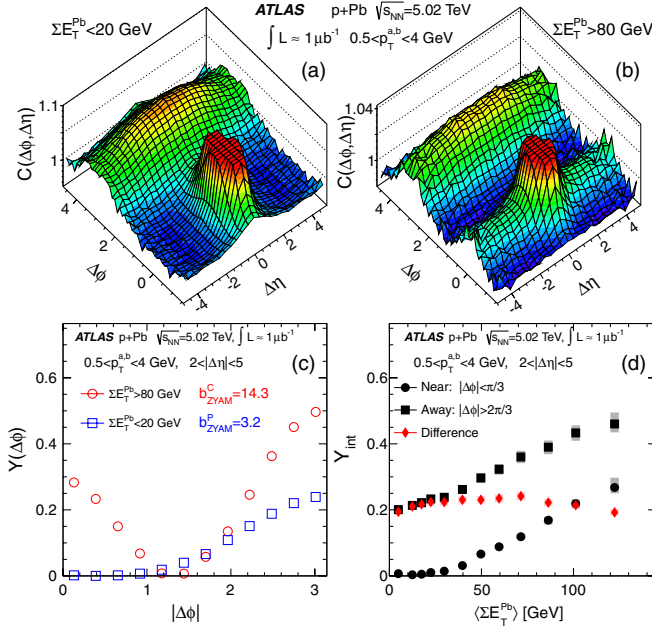 ΣE_T^Pb<20 GeV
ATLAS p+Pb √s_NN=5.02 TeV
∫ L ≈ 1 μb⁻¹ 0.5<p_T^a,b<4 GeV
ΣE_T^Pb>80 GeV
(a)
(b)
C(Δφ,Δη)
1.1
1
4
2
0
Δφ
-4
-2
0
2
4
Δη
C(Δφ,Δη)
1.04
1
4
2
0
Δφ
-4
-2
0
2
4
Δη
ATLAS p+Pb √s_NN=5.02 TeV, ∫ L ≈ 1 μb⁻¹
0.5<p_T^a,b<4 GeV, 2<|Δη|<5 (c)
ΣE_T^Pb>80 GeV b_ZYAM^C=14.3
ΣE_T^Pb<20 GeV b_ZYAM^P=3.2
Y(Δφ)
0.6
0.4
0.2
0
0 1 2 3
|Δφ|
ATLAS p+Pb √s_NN=5.02 TeV, ∫ L ≈ 1 μb⁻¹
0.5<p_T^a,b<4 GeV, 2<|Δη|<5 (d)
Near: |Δφ|<π/3
Away: |Δφ|>2π/3
Difference
Y_int
0.6
0.4
0.2
0
0 50 100
⟨ΣE_T^Pb⟩ [GeV]